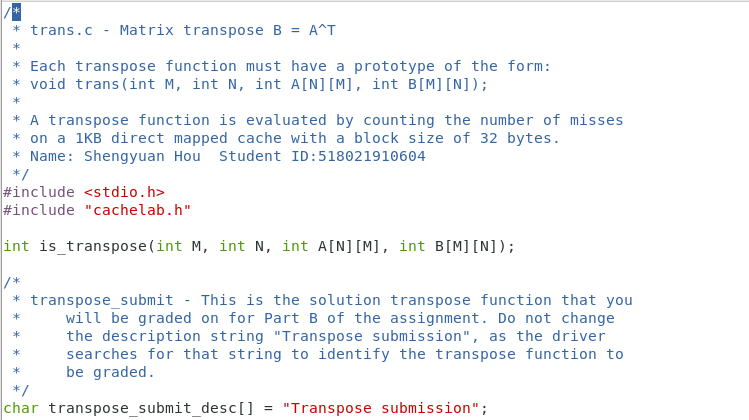 /*
 * trans.c - Matrix transpose B = A^T
 *
 * Each transpose function must have a prototype of the form:
 * void trans(int M, int N, int A[N][M], int B[M][N]);
 *
 * A transpose function is evaluated by counting the number of misses
 * on a 1KB direct mapped cache with a block size of 32 bytes.
 * Name: Shengyuan Hou  Student ID:518021910604
 */
#include <stdio.h>
#include "cachelab.h"

int is_transpose(int M, int N, int A[N][M], int B[M][N]);

/*
 * transpose_submit - This is the solution transpose function that you
 *     will be graded on for Part B of the assignment. Do not change
 *     the description string "Transpose submission", as the driver
 *     searches for that string to identify the transpose function to
 *     be graded.
 */
char transpose_submit_desc[] = "Transpose submission";